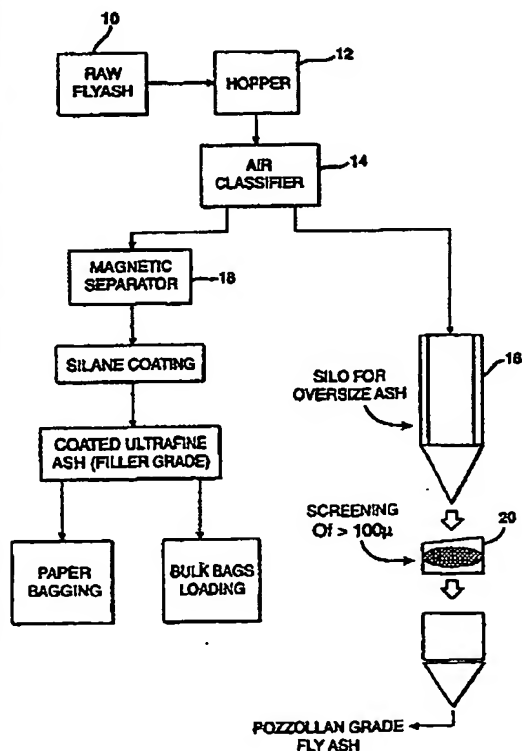 10
RAW
FLYASH
12
HOPPER
14
AIR
CLASSIFIER
MAGNETIC
SEPARATOR
18
SILANE COATING
COATED ULTRAFINE
ASH (FILLER GRADE)
PAPER
BAGGING
BULK BAGS
LOADING
16
SILO FOR
OVERSIZE ASH
SCREENING
Of > 100μ
20
POZZOLLAN GRADE
FLY ASH